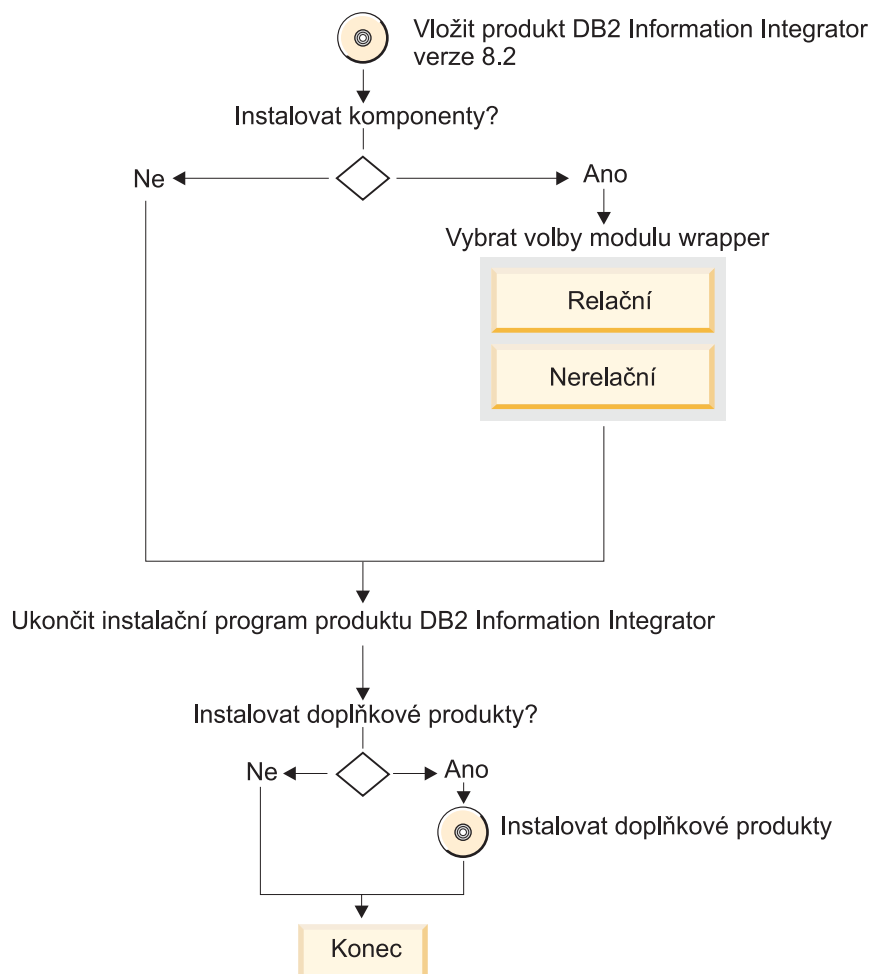 Vložit produkt DB2 Information Integrator
verze 8.2
Instalovat komponenty?
Ne
Ano
Vybrat volby modulu wrapper
Relační
Nerelační
Ukončit instalační program produktu DB2 Information Integrator
Instalovat doplňkové produkty?
Ne
Ano
Instalovat doplňkové produkty
Konec